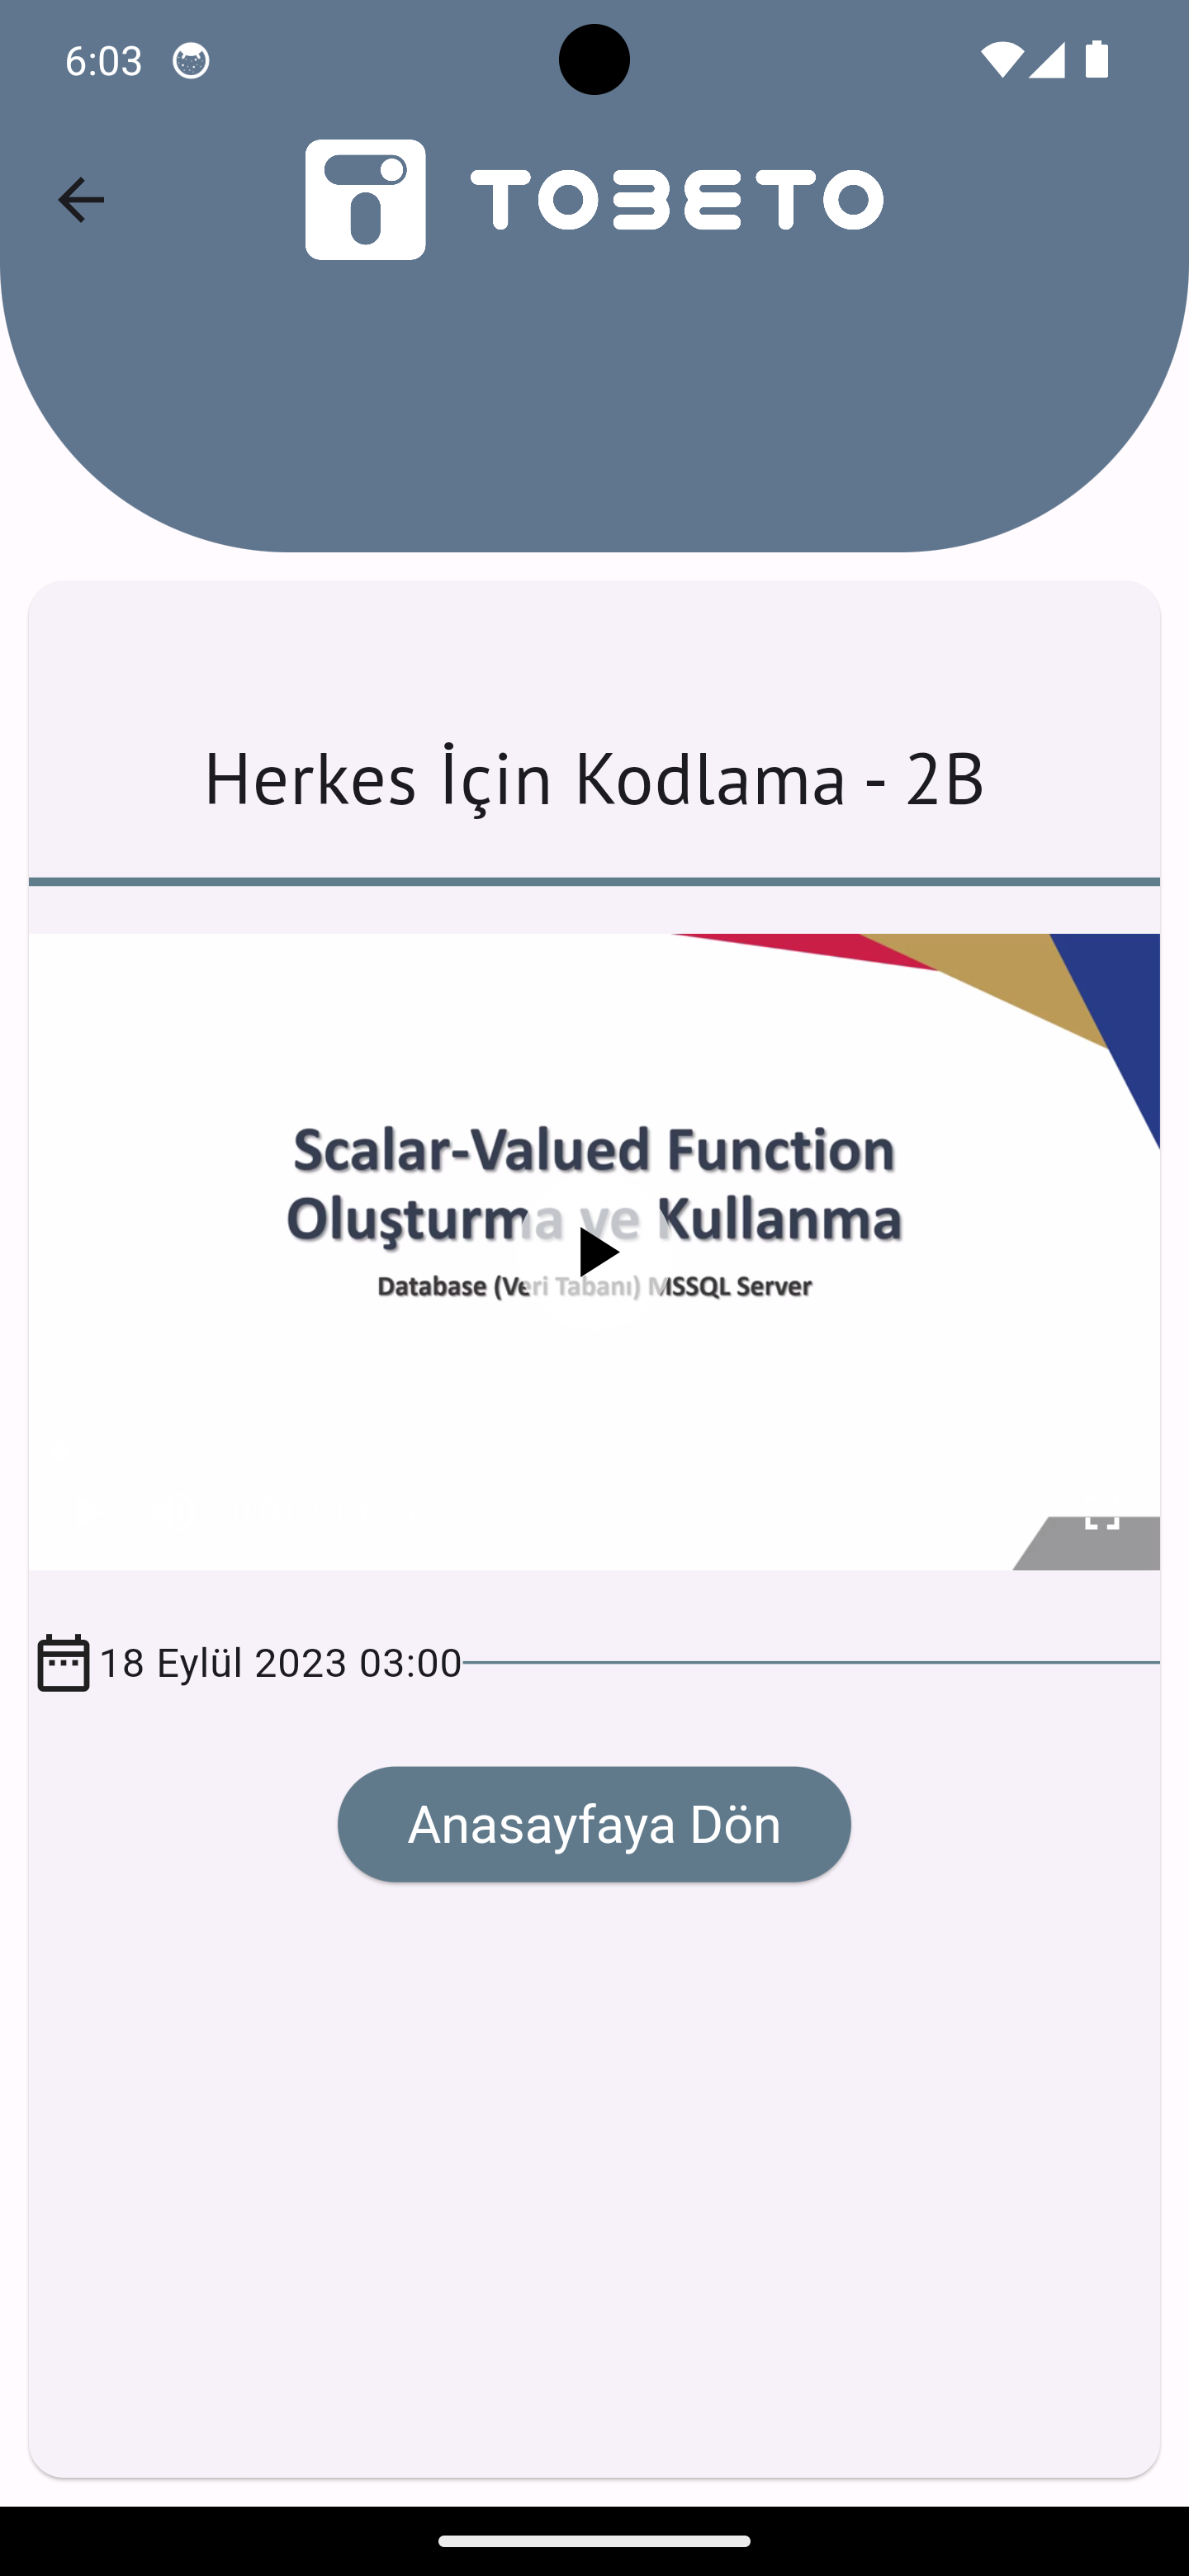 6:03
TOBETO
Herkes İçin Kodlama - 2B
Scalar-Valued Function
Oluşturma ve Kullanma
Database (Veri Tabanı) MSSQL Server
18 Eylül 2023 03:00
Anasayfaya Dön